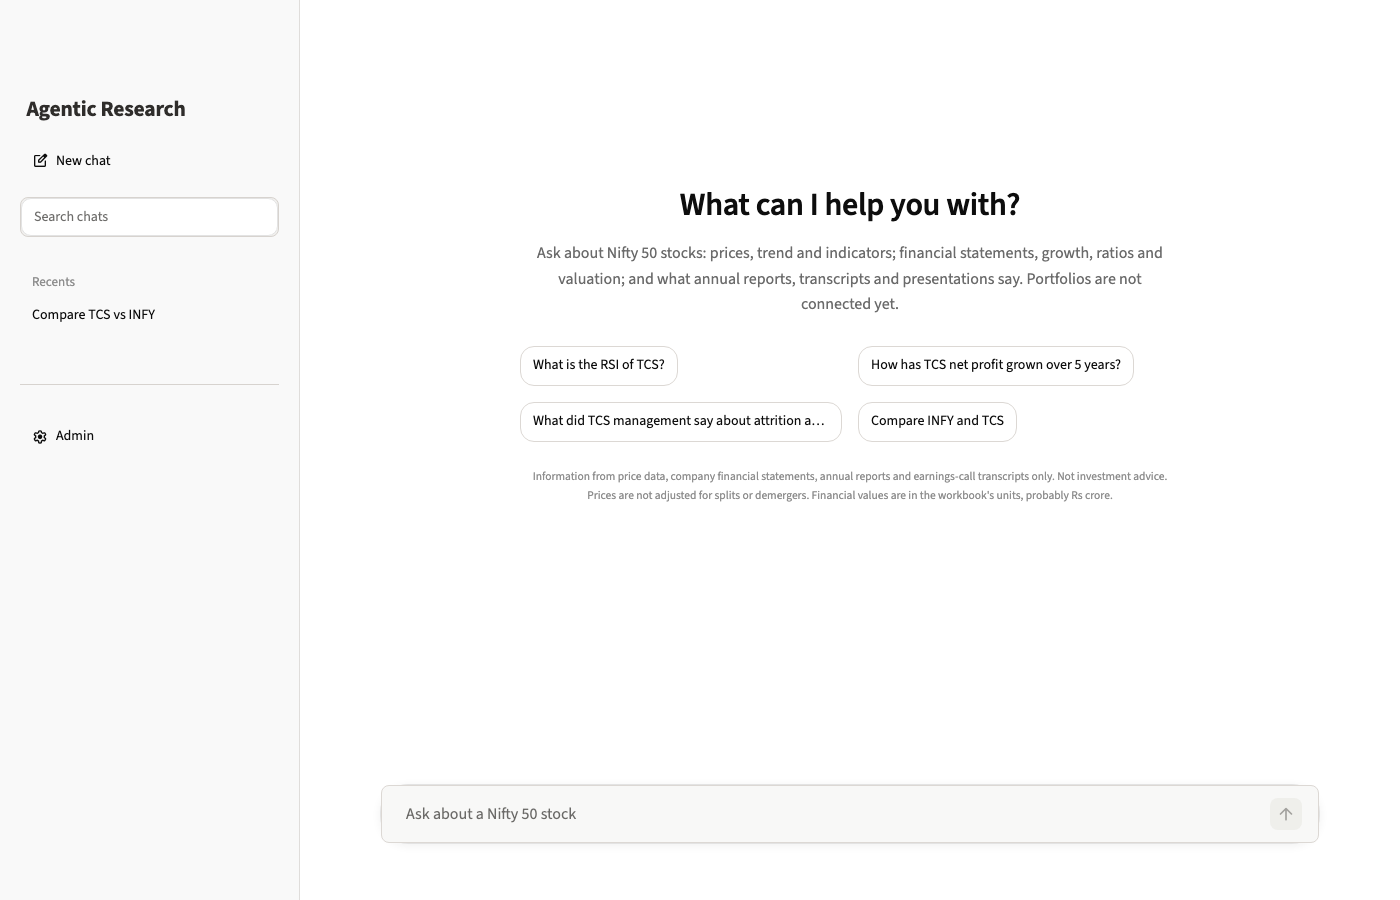 Agentic Research
New chat
Search chats
Recents
Compare TCS vs INFY
Admin
What can I help you with?
Ask about Nifty 50 stocks: prices, trend and indicators; financial statements, growth, ratios and
valuation; and what annual reports, transcripts and presentations say. Portfolios are not
connected yet.
What is the RSI of TCS?
How has TCS net profit grown over 5 years?
What did TCS management say about attrition a…
Compare INFY and TCS
Information from price data, company financial statements, annual reports and earnings-call transcripts only. Not investment advice.
Prices are not adjusted for splits or demergers. Financial values are in the workbook's units, probably Rs crore.
Ask about a Nifty 50 stock